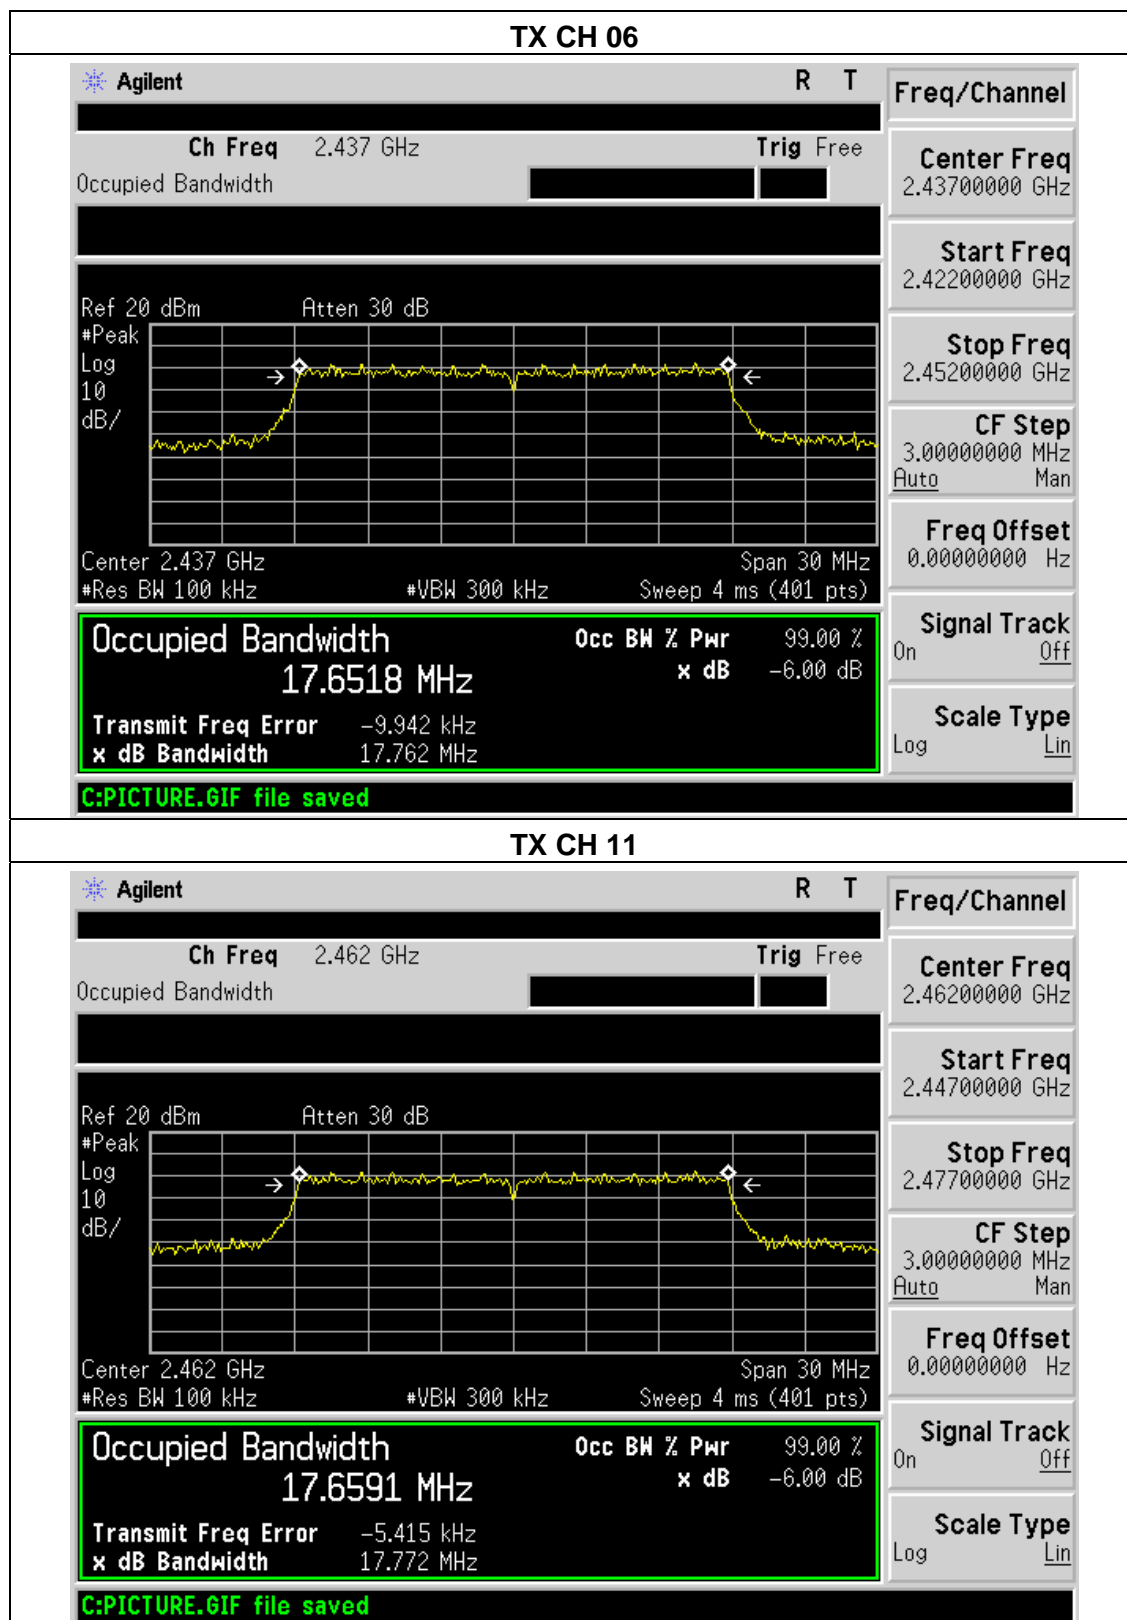 TX CH 06
Agilent R T
Freq/Channel
Ch Freq 2.437 GHz Trig Free
Occupied Bandwidth
Center Freq
2.43700000 GHz
Start Freq
2.42200000 GHz
Stop Freq
2.45200000 GHz
CF Step
3.00000000 MHz
Auto Man
Freq Offset
0.00000000 Hz
Signal Track
On Off
Scale Type
Log Lin
Ref 20 dBm Atten 30 dB
#Peak
Log
10
dB/
Center 2.437 GHz Span 30 MHz
#Res BW 100 kHz #VBW 300 kHz Sweep 4 ms (401 pts)
Occupied Bandwidth Occ BW % Pwr 99.00 %
17.6518 MHz x dB -6.00 dB
Transmit Freq Error -9.942 kHz
x dB Bandwidth 17.762 MHz
C:PICTURE.GIF file saved
TX CH 11
Agilent R T
Freq/Channel
Ch Freq 2.462 GHz Trig Free
Occupied Bandwidth
Center Freq
2.46200000 GHz
Start Freq
2.44700000 GHz
Stop Freq
2.47700000 GHz
CF Step
3.00000000 MHz
Auto Man
Freq Offset
0.00000000 Hz
Signal Track
On Off
Scale Type
Log Lin
Ref 20 dBm Atten 30 dB
#Peak
Log
10
dB/
Center 2.462 GHz Span 30 MHz
#Res BW 100 kHz #VBW 300 kHz Sweep 4 ms (401 pts)
Occupied Bandwidth Occ BW % Pwr 99.00 %
17.6591 MHz x dB -6.00 dB
Transmit Freq Error -5.415 kHz
x dB Bandwidth 17.772 MHz
C:PICTURE.GIF file saved